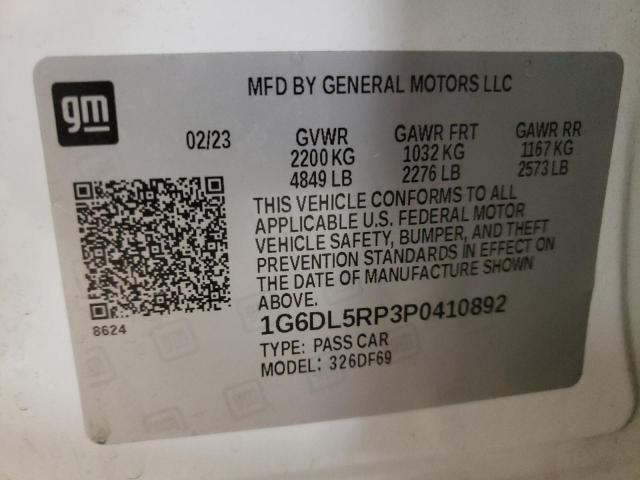 gm
MFD BY GENERAL MOTORS LLC
02/23
GVWR
2200 KG
4849 LB
GAWR FRT
1032 KG
2276 LB
GAWR RR
1167 KG
2573 LB
THIS VEHICLE CONFORMS TO ALL
APPLICABLE U.S. FEDERAL MOTOR
VEHICLE SAFETY, BUMPER, AND THEFT
PREVENTION STANDARDS IN EFFECT ON
THE DATE OF MANUFACTURE SHOWN
ABOVE.
8624
1G6DL5RP3P0410892
TYPE: PASS CAR
MODEL: 326DF69